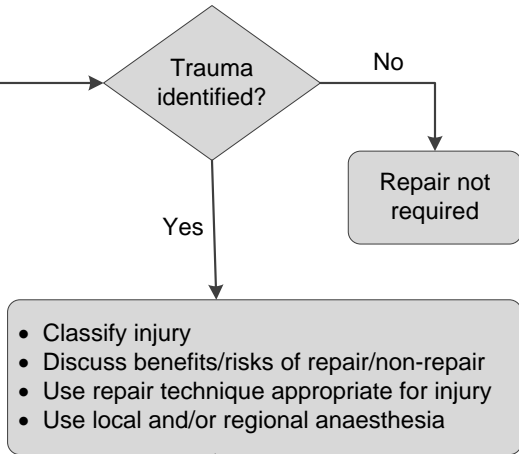 Trauma
identified?
No
Repair not
required
Yes
• Classify injury
• Discuss benefits/risks of repair/non-repair
• Use repair technique appropriate for injury
• Use local and/or regional anaesthesia